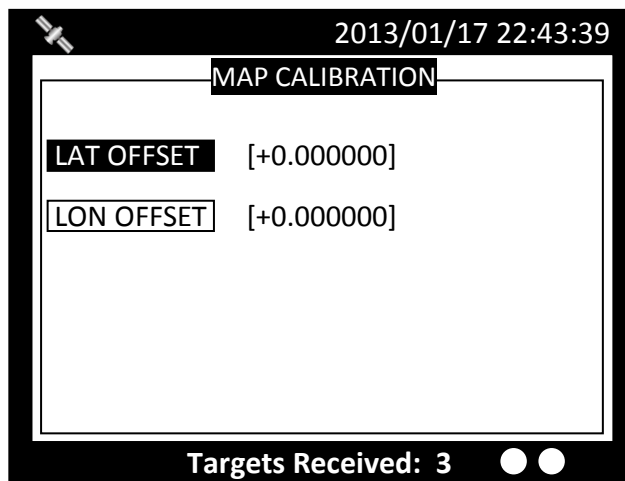 2013/01/17 22:43:39
MAP CALIBRATION
LAT OFFSET [+0.000000]
LON OFFSET [+0.000000]
Targets Received: 3